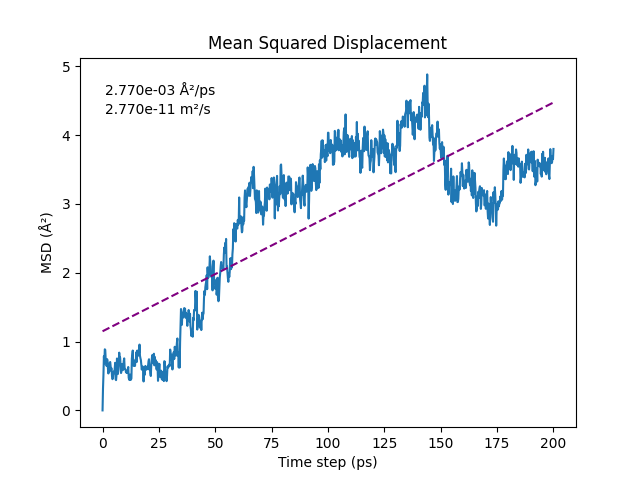 Mean Squared Displacement
2.770e-03 Å²/ps
2.770e-11 m²/s
5
4
3
2
1
0
MSD (Å²)
0 25 50 75 100 125 150 175 200
Time step (ps)